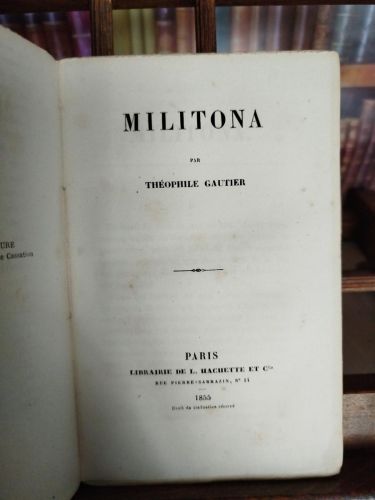 URE
e Cassation
MILITONA
PAR
THÉOPHILE GAUTIER
PARIS
LIBRAIRIE DE L. HACHETTE ET Cie
RUE PIERRE-SARRAZIN, N° 14
1855
Droit de traduction réservé